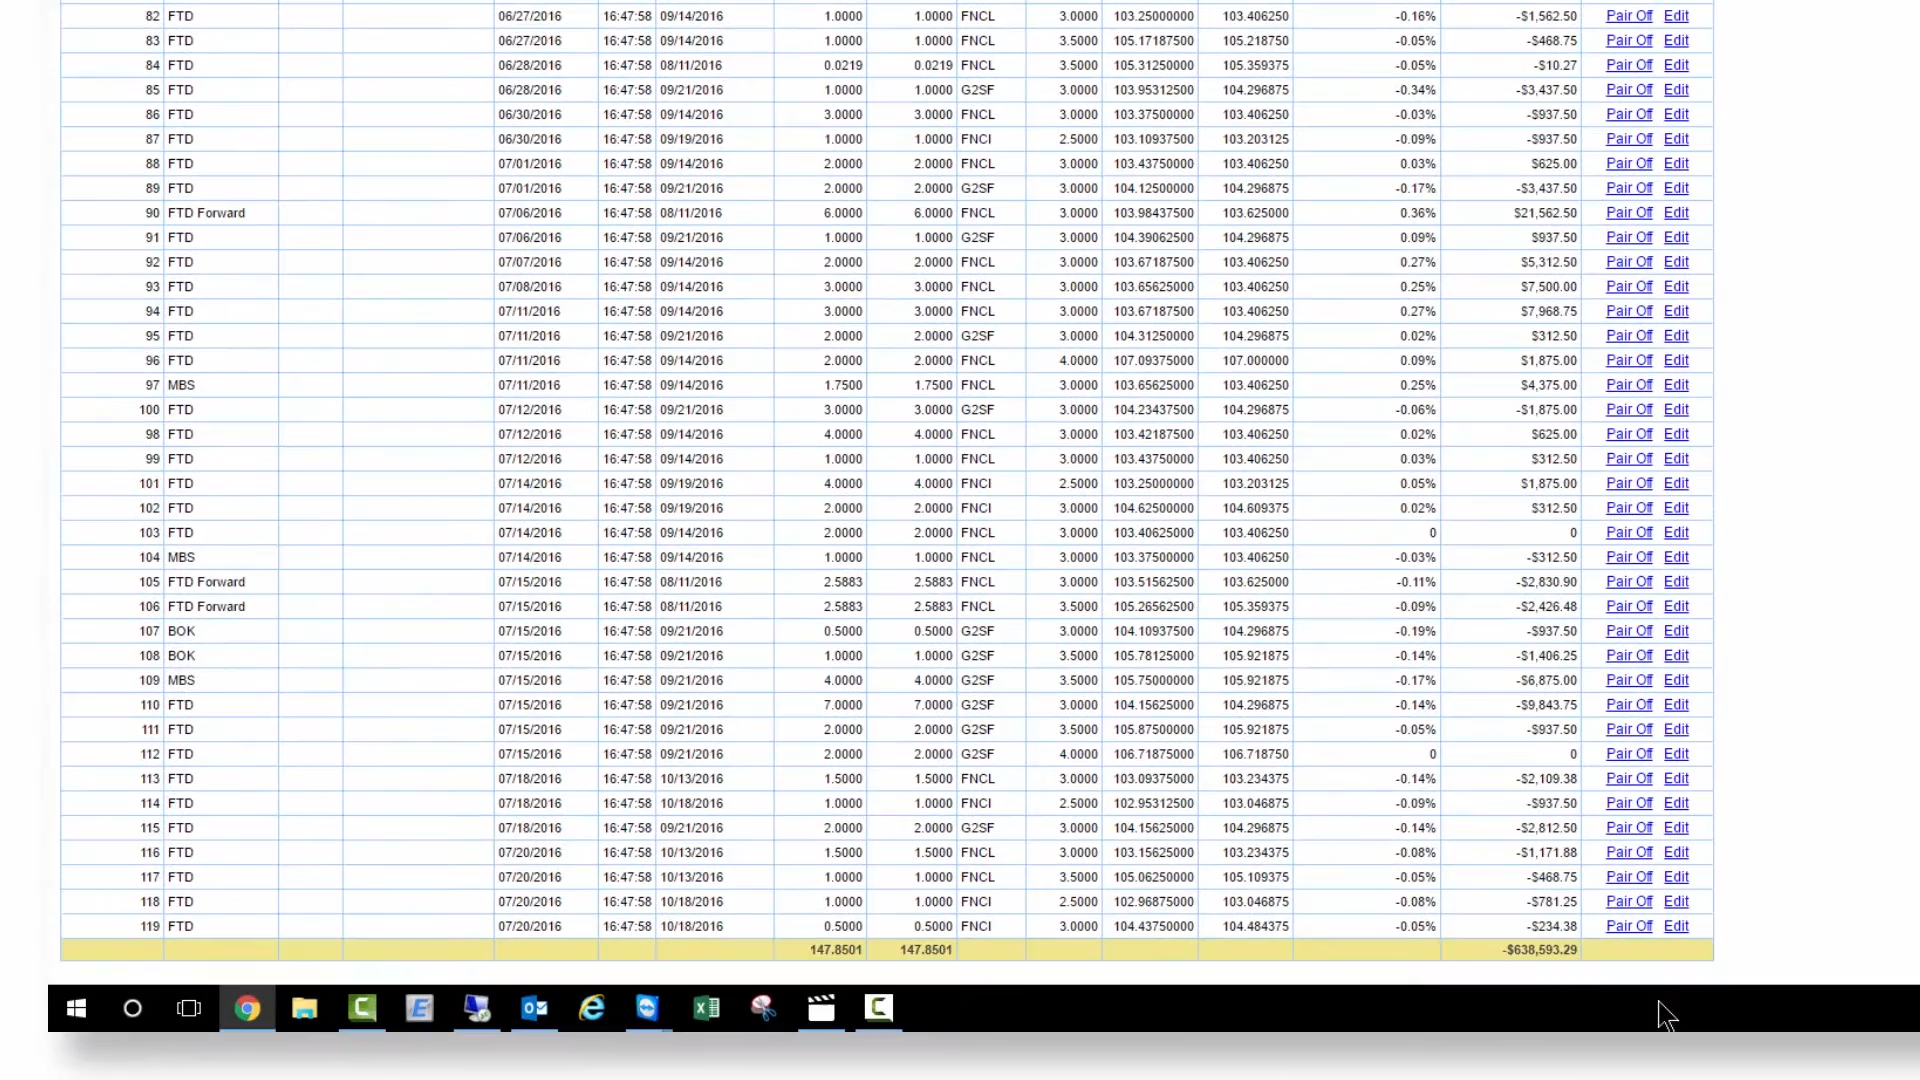 82 FTD 06/27/2016 16:47:58 09/14/2016 1.0000 1.0000 FNCL 3.0000 103.25000000 103.406250 -0.16% -$1,562.50 Pair Off Edit
83 FTD 06/27/2016 16:47:58 09/14/2016 1.0000 1.0000 FNCL 3.5000 105.17187500 105.218750 -0.05% -$468.75 Pair Off Edit
84 FTD 06/28/2016 16:47:58 08/11/2016 0.0219 0.0219 FNCL 3.5000 105.31250000 105.359375 -0.05% -$10.27 Pair Off Edit
85 FTD 06/28/2016 16:47:58 09/21/2016 1.0000 1.0000 G2SF 3.0000 103.95312500 104.296875 -0.34% -$3,437.50 Pair Off Edit
86 FTD 06/30/2016 16:47:58 09/14/2016 3.0000 3.0000 FNCL 3.0000 103.37500000 103.406250 -0.03% -$937.50 Pair Off Edit
87 FTD 06/30/2016 16:47:58 09/19/2016 1.0000 1.0000 FNCI 2.5000 103.10937500 103.203125 -0.09% -$937.50 Pair Off Edit
88 FTD 07/01/2016 16:47:58 09/14/2016 2.0000 2.0000 FNCL 3.0000 103.43750000 103.406250 0.03% $625.00 Pair Off Edit
89 FTD 07/01/2016 16:47:58 09/21/2016 2.0000 2.0000 G2SF 3.0000 104.12500000 104.296875 -0.17% -$3,437.50 Pair Off Edit
90 FTD Forward 07/06/2016 16:47:58 08/11/2016 6.0000 6.0000 FNCL 3.0000 103.98437500 103.625000 0.36% $21,562.50 Pair Off Edit
91 FTD 07/06/2016 16:47:58 09/21/2016 1.0000 1.0000 G2SF 3.0000 104.39062500 104.296875 0.09% $937.50 Pair Off Edit
92 FTD 07/07/2016 16:47:58 09/14/2016 2.0000 2.0000 FNCL 3.0000 103.67187500 103.406250 0.27% $5,312.50 Pair Off Edit
93 FTD 07/08/2016 16:47:58 09/14/2016 3.0000 3.0000 FNCL 3.0000 103.65625000 103.406250 0.25% $7,500.00 Pair Off Edit
94 FTD 07/11/2016 16:47:58 09/14/2016 3.0000 3.0000 FNCL 3.0000 103.67187500 103.406250 0.27% $7,968.75 Pair Off Edit
95 FTD 07/11/2016 16:47:58 09/21/2016 2.0000 2.0000 G2SF 3.0000 104.31250000 104.296875 0.02% $312.50 Pair Off Edit
96 FTD 07/11/2016 16:47:58 09/14/2016 2.0000 2.0000 FNCL 4.0000 107.09375000 107.000000 0.09% $1,875.00 Pair Off Edit
97 MBS 07/11/2016 16:47:58 09/14/2016 1.7500 1.7500 FNCL 3.0000 103.65625000 103.406250 0.25% $4,375.00 Pair Off Edit
100 FTD 07/12/2016 16:47:58 09/21/2016 3.0000 3.0000 G2SF 3.0000 104.23437500 104.296875 -0.06% -$1,875.00 Pair Off Edit
98 FTD 07/12/2016 16:47:58 09/14/2016 4.0000 4.0000 FNCL 3.0000 103.42187500 103.406250 0.02% $625.00 Pair Off Edit
99 FTD 07/12/2016 16:47:58 09/14/2016 1.0000 1.0000 FNCL 3.0000 103.43750000 103.406250 0.03% $312.50 Pair Off Edit
101 FTD 07/14/2016 16:47:58 09/19/2016 4.0000 4.0000 FNCI 2.5000 103.25000000 103.203125 0.05% $1,875.00 Pair Off Edit
102 FTD 07/14/2016 16:47:58 09/19/2016 2.0000 2.0000 FNCI 3.0000 104.62500000 104.609375 0.02% $312.50 Pair Off Edit
103 FTD 07/14/2016 16:47:58 09/14/2016 2.0000 2.0000 FNCL 3.0000 103.40625000 103.406250 0 0 Pair Off Edit
104 MBS 07/14/2016 16:47:58 09/14/2016 1.0000 1.0000 FNCL 3.0000 103.37500000 103.406250 -0.03% -$312.50 Pair Off Edit
105 FTD Forward 07/15/2016 16:47:58 08/11/2016 2.5883 2.5883 FNCL 3.0000 103.51562500 103.625000 -0.11% -$2,830.90 Pair Off Edit
106 FTD Forward 07/15/2016 16:47:58 08/11/2016 2.5883 2.5883 FNCL 3.5000 105.26562500 105.359375 -0.09% -$2,426.48 Pair Off Edit
107 BOK 07/15/2016 16:47:58 09/21/2016 0.5000 0.5000 G2SF 3.0000 104.10937500 104.296875 -0.19% -$937.50 Pair Off Edit
108 BOK 07/15/2016 16:47:58 09/21/2016 1.0000 1.0000 G2SF 3.5000 105.78125000 105.921875 -0.14% -$1,406.25 Pair Off Edit
109 MBS 07/15/2016 16:47:58 09/21/2016 4.0000 4.0000 G2SF 3.5000 105.75000000 105.921875 -0.17% -$6,875.00 Pair Off Edit
110 FTD 07/15/2016 16:47:58 09/21/2016 7.0000 7.0000 G2SF 3.0000 104.15625000 104.296875 -0.14% -$9,843.75 Pair Off Edit
111 FTD 07/15/2016 16:47:58 09/21/2016 2.0000 2.0000 G2SF 3.5000 105.87500000 105.921875 -0.05% -$937.50 Pair Off Edit
112 FTD 07/15/2016 16:47:58 09/21/2016 2.0000 2.0000 G2SF 4.0000 106.71875000 106.718750 0 0 Pair Off Edit
113 FTD 07/18/2016 16:47:58 10/13/2016 1.5000 1.5000 FNCL 3.0000 103.09375000 103.234375 -0.14% -$2,109.38 Pair Off Edit
114 FTD 07/18/2016 16:47:58 10/18/2016 1.0000 1.0000 FNCI 2.5000 102.95312500 103.046875 -0.09% -$937.50 Pair Off Edit
115 FTD 07/18/2016 16:47:58 09/21/2016 2.0000 2.0000 G2SF 3.0000 104.15625000 104.296875 -0.14% -$2,812.50 Pair Off Edit
116 FTD 07/20/2016 16:47:58 10/13/2016 1.5000 1.5000 FNCL 3.0000 103.15625000 103.234375 -0.08% -$1,171.88 Pair Off Edit
117 FTD 07/20/2016 16:47:58 10/13/2016 1.0000 1.0000 FNCL 3.5000 105.06250000 105.109375 -0.05% -$468.75 Pair Off Edit
118 FTD 07/20/2016 16:47:58 10/18/2016 1.0000 1.0000 FNCI 2.5000 102.96875000 103.046875 -0.08% -$781.25 Pair Off Edit
119 FTD 07/20/2016 16:47:58 10/18/2016 0.5000 0.5000 FNCI 3.0000 104.43750000 104.484375 -0.05% -$234.38 Pair Off Edit
147.8501 147.8501 -$638,593.29